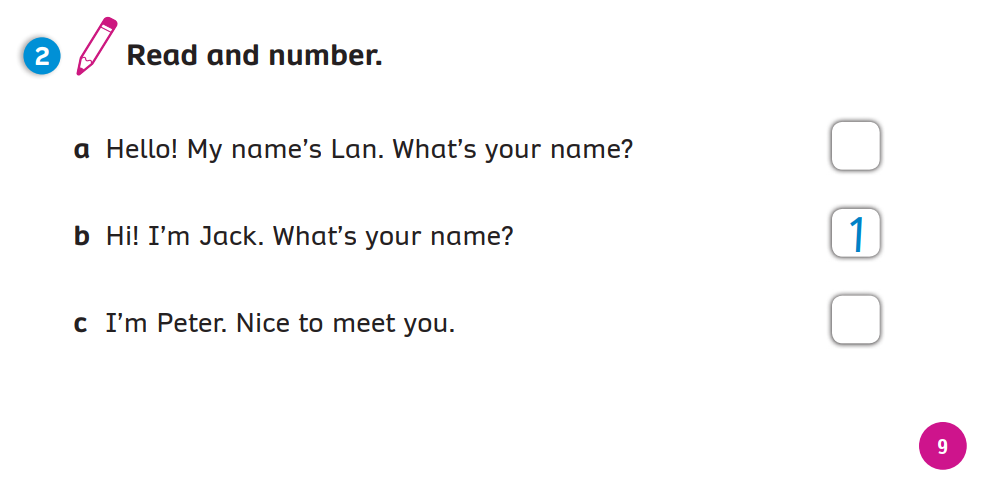 2 Read and number.
a Hello! My name’s Lan. What’s your name?
b Hi! I’m Jack. What’s your name? 1
c I’m Peter. Nice to meet you.
9